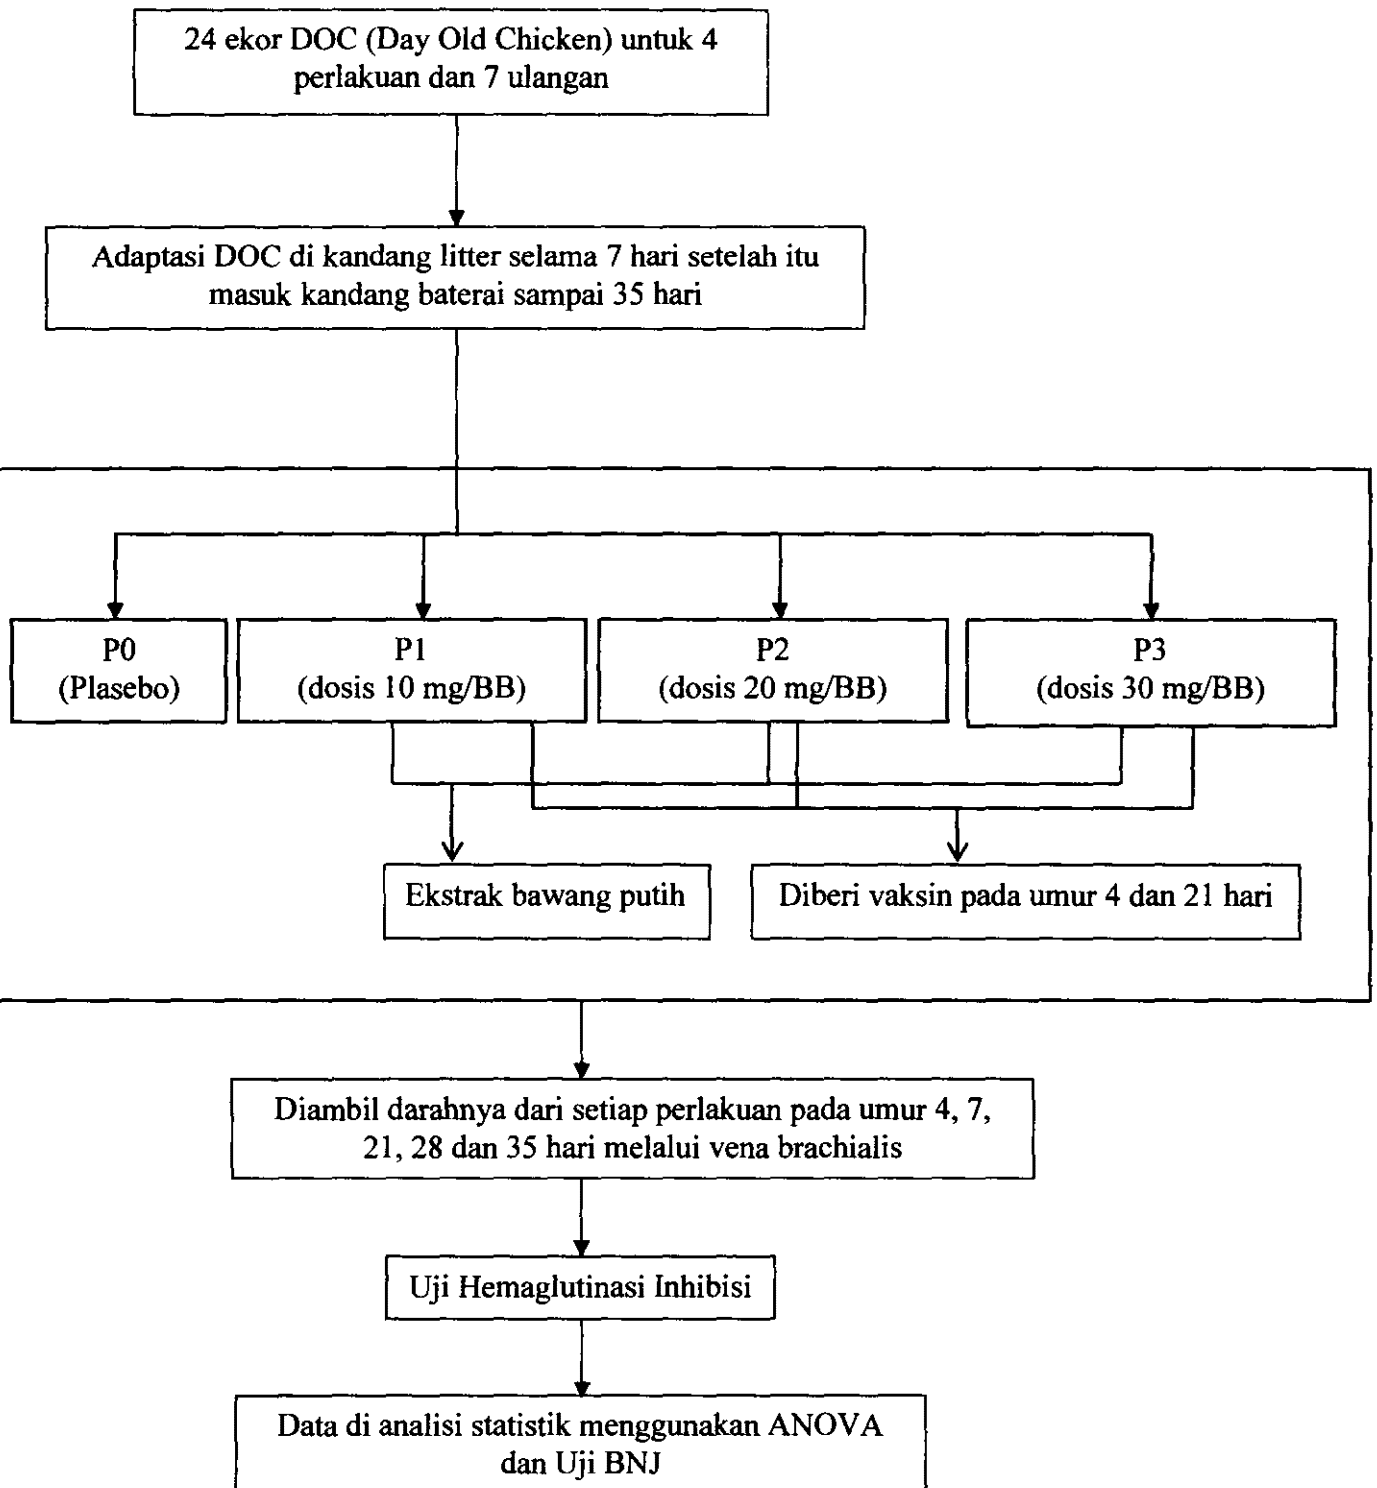 24 ekor DOC (Day Old Chicken) untuk 4
perlakuan dan 7 ulangan
Adaptasi DOC di kandang litter selama 7 hari setelah itu
masuk kandang baterai sampai 35 hari
P0
(Plasebo)
P1
(dosis 10 mg/BB)
P2
(dosis 20 mg/BB)
P3
(dosis 30 mg/BB)
Ekstrak bawang putih
Diberi vaksin pada umur 4 dan 21 hari
Diambil darahnya dari setiap perlakuan pada umur 4, 7,
21, 28 dan 35 hari melalui vena brachialis
Uji Hemaglutinasi Inhibisi
Data di analisi statistik menggunakan ANOVA
dan Uji BNJ